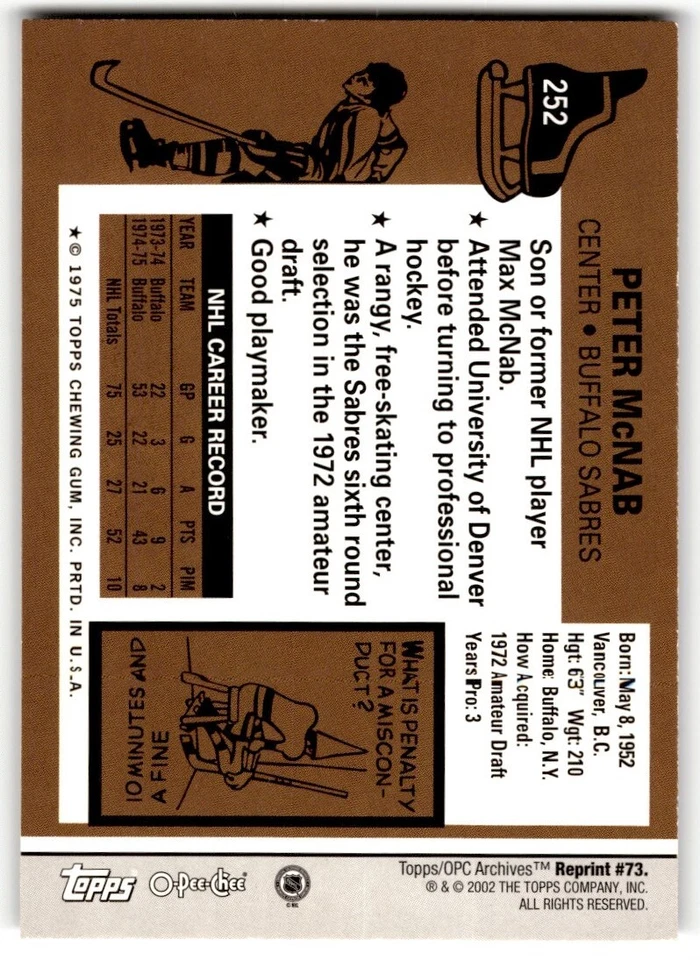 252
PETER McNAB
CENTER • BUFFALO SABRES
Son or former NHL player
Max McNab.
★ Attended University of Denver
before turning to professional
hockey.
★ A rangy, free-skating center,
he was the Sabres sixth round
selection in the 1972 amateur
draft.
★ Good playmaker.
Born: May 8, 1952
Vancouver, B.C.
Hgt: 6'3" Wgt: 210
Home: Buffalo, N.Y.
How Acquired:
1972 Amateur Draft
Years Pro: 3
NHL CAREER RECORD
YEAR TEAM GP G A PTS PIM
1973-74 Buffalo 22 3 6 9 2
1974-75 Buffalo 53 22 21 43 8
NHL Totals 75 25 27 52 10
WHAT IS PENALTY
FOR A MISCON-
DUCT?
10 MINUTES AND
A FINE
★ © 1975 TOPPS CHEWING GUM, INC. PRTD. IN U.S.A.
Topps O-Pee-Chee
© NHL
Topps/OPC Archives™ Reprint #73.
® & © 2002 THE TOPPS COMPANY, INC.
ALL RIGHTS RESERVED.